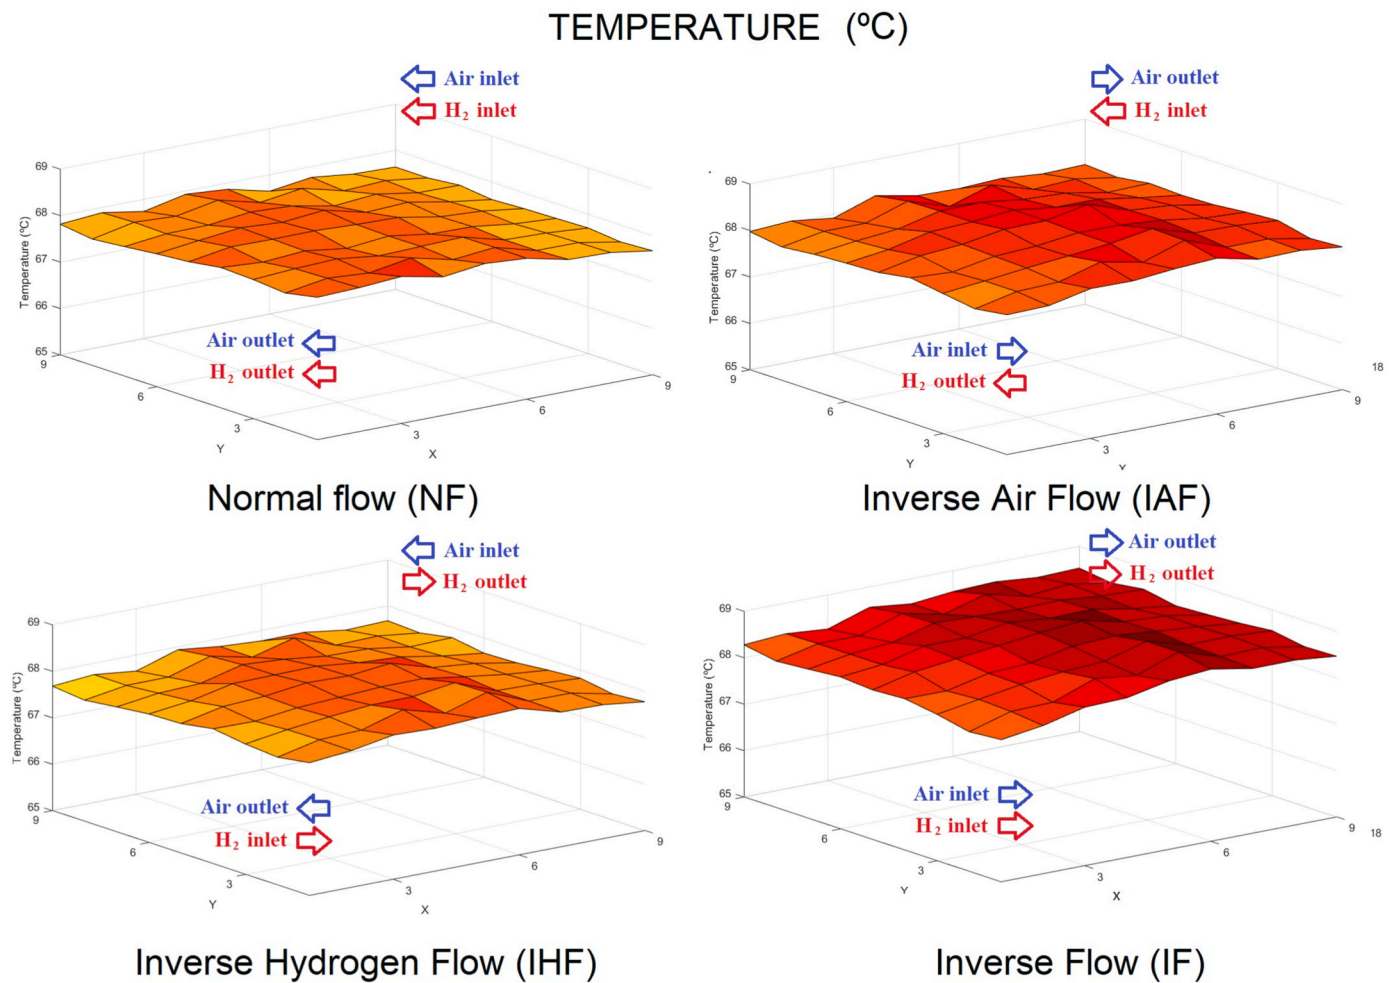 TEMPERATURE (ºC)
Air inlet
H2 inlet
69
68
67
66
65
Temperature (ºC)
9
6
3
Y
3
6
9
X
Air outlet
H2 outlet
Normal flow (NF)
Air outlet
H2 inlet
69
68
67
66
65
Temperature (ºC)
9
6
3
Y
3
6
9
18
Air inlet
H2 outlet
Inverse Air Flow (IAF)
Air inlet
H2 outlet
69
68
67
66
65
Temperature (ºC)
9
6
3
Y
3
6
9
X
Air outlet
H2 inlet
Inverse Hydrogen Flow (IHF)
Air outlet
H2 outlet
69
68
67
66
65
Temperature (ºC)
9
6
3
Y
3
6
9
18
X
Air inlet
H2 inlet
Inverse Flow (IF)